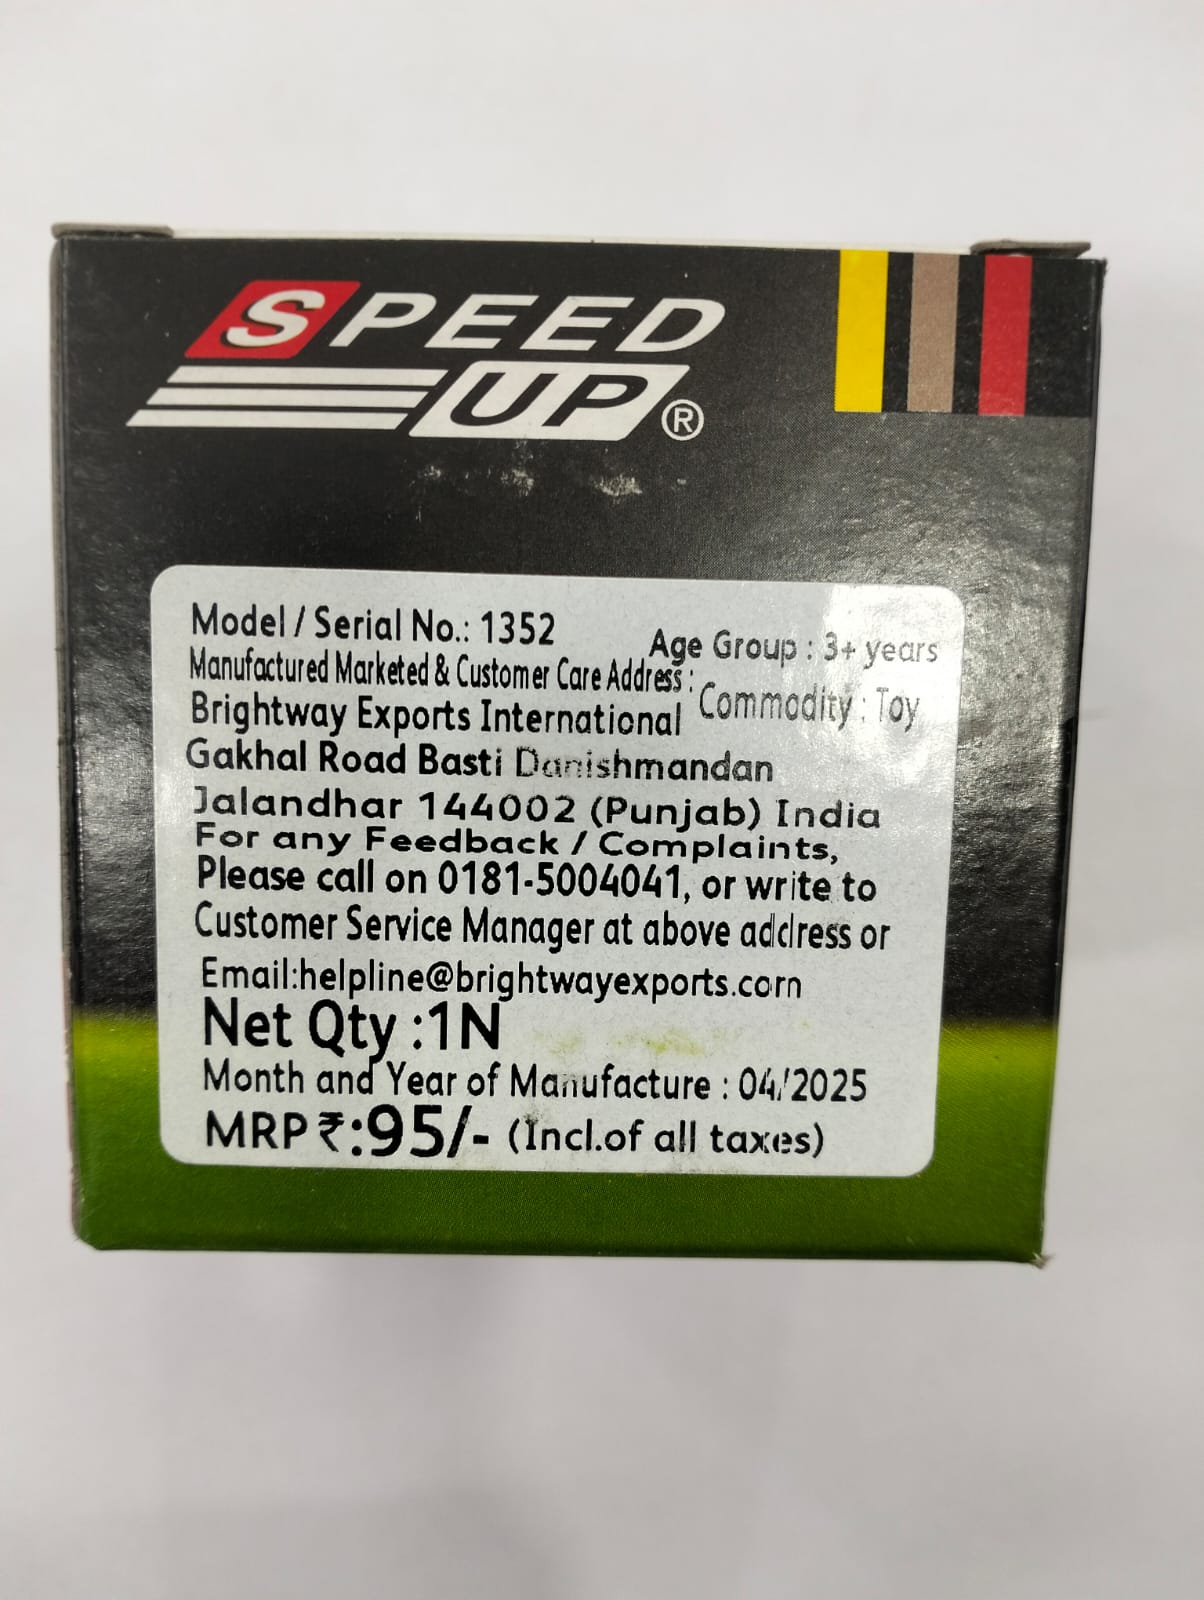 SPEED
UP®
Model / Serial No.: 1352
Age Group : 3+ years
Manufactured Marketed & Customer Care Address :
Commodity : Toy
Brightway Exports International
Gakhal Road Basti Danishmandan
Jalandhar 144002 (Punjab) India
For any Feedback / Complaints,
Please call on 0181-5004041, or write to
Customer Service Manager at above address or
Email:helpline@brightwayexports.com
Net Qty :1N
Month and Year of Manufacture : 04/2025
MRP ₹:95/- (Incl.of all taxes)